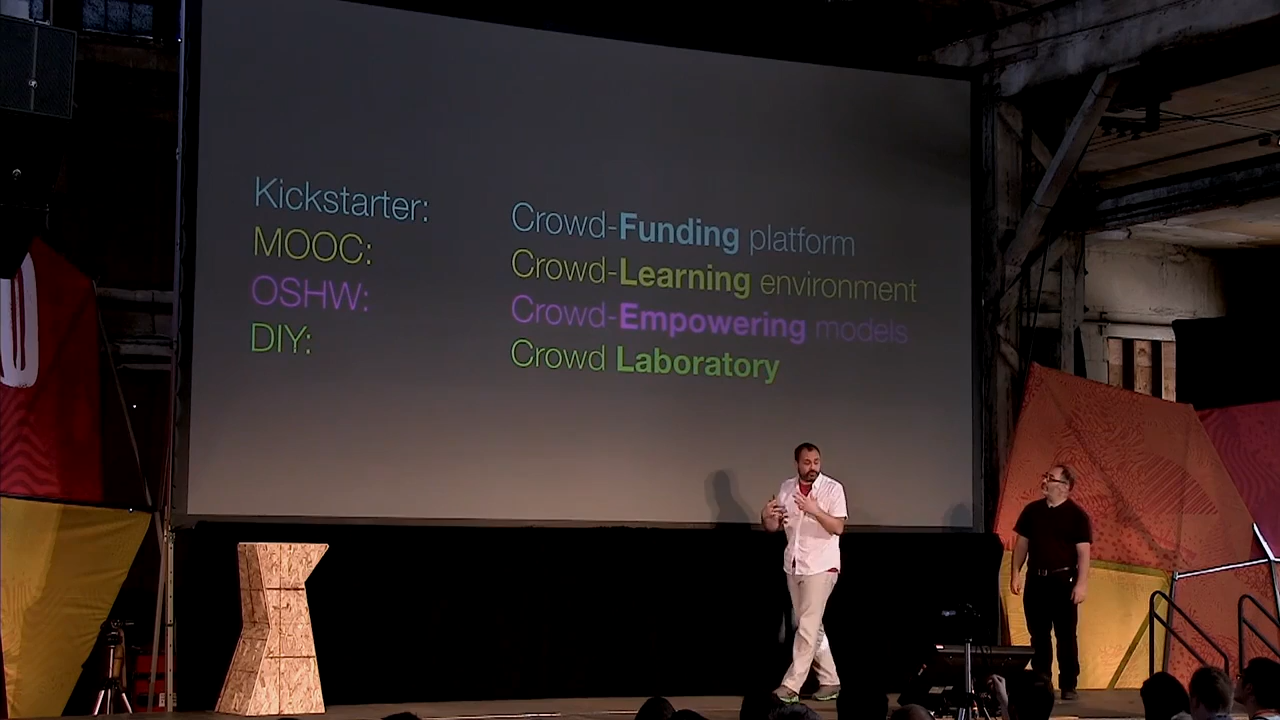 Kickstarter: Crowd-Funding platform
MOOC: Crowd-Learning environment
OSHW: Crowd-Empowering models
DIY: Crowd Laboratory